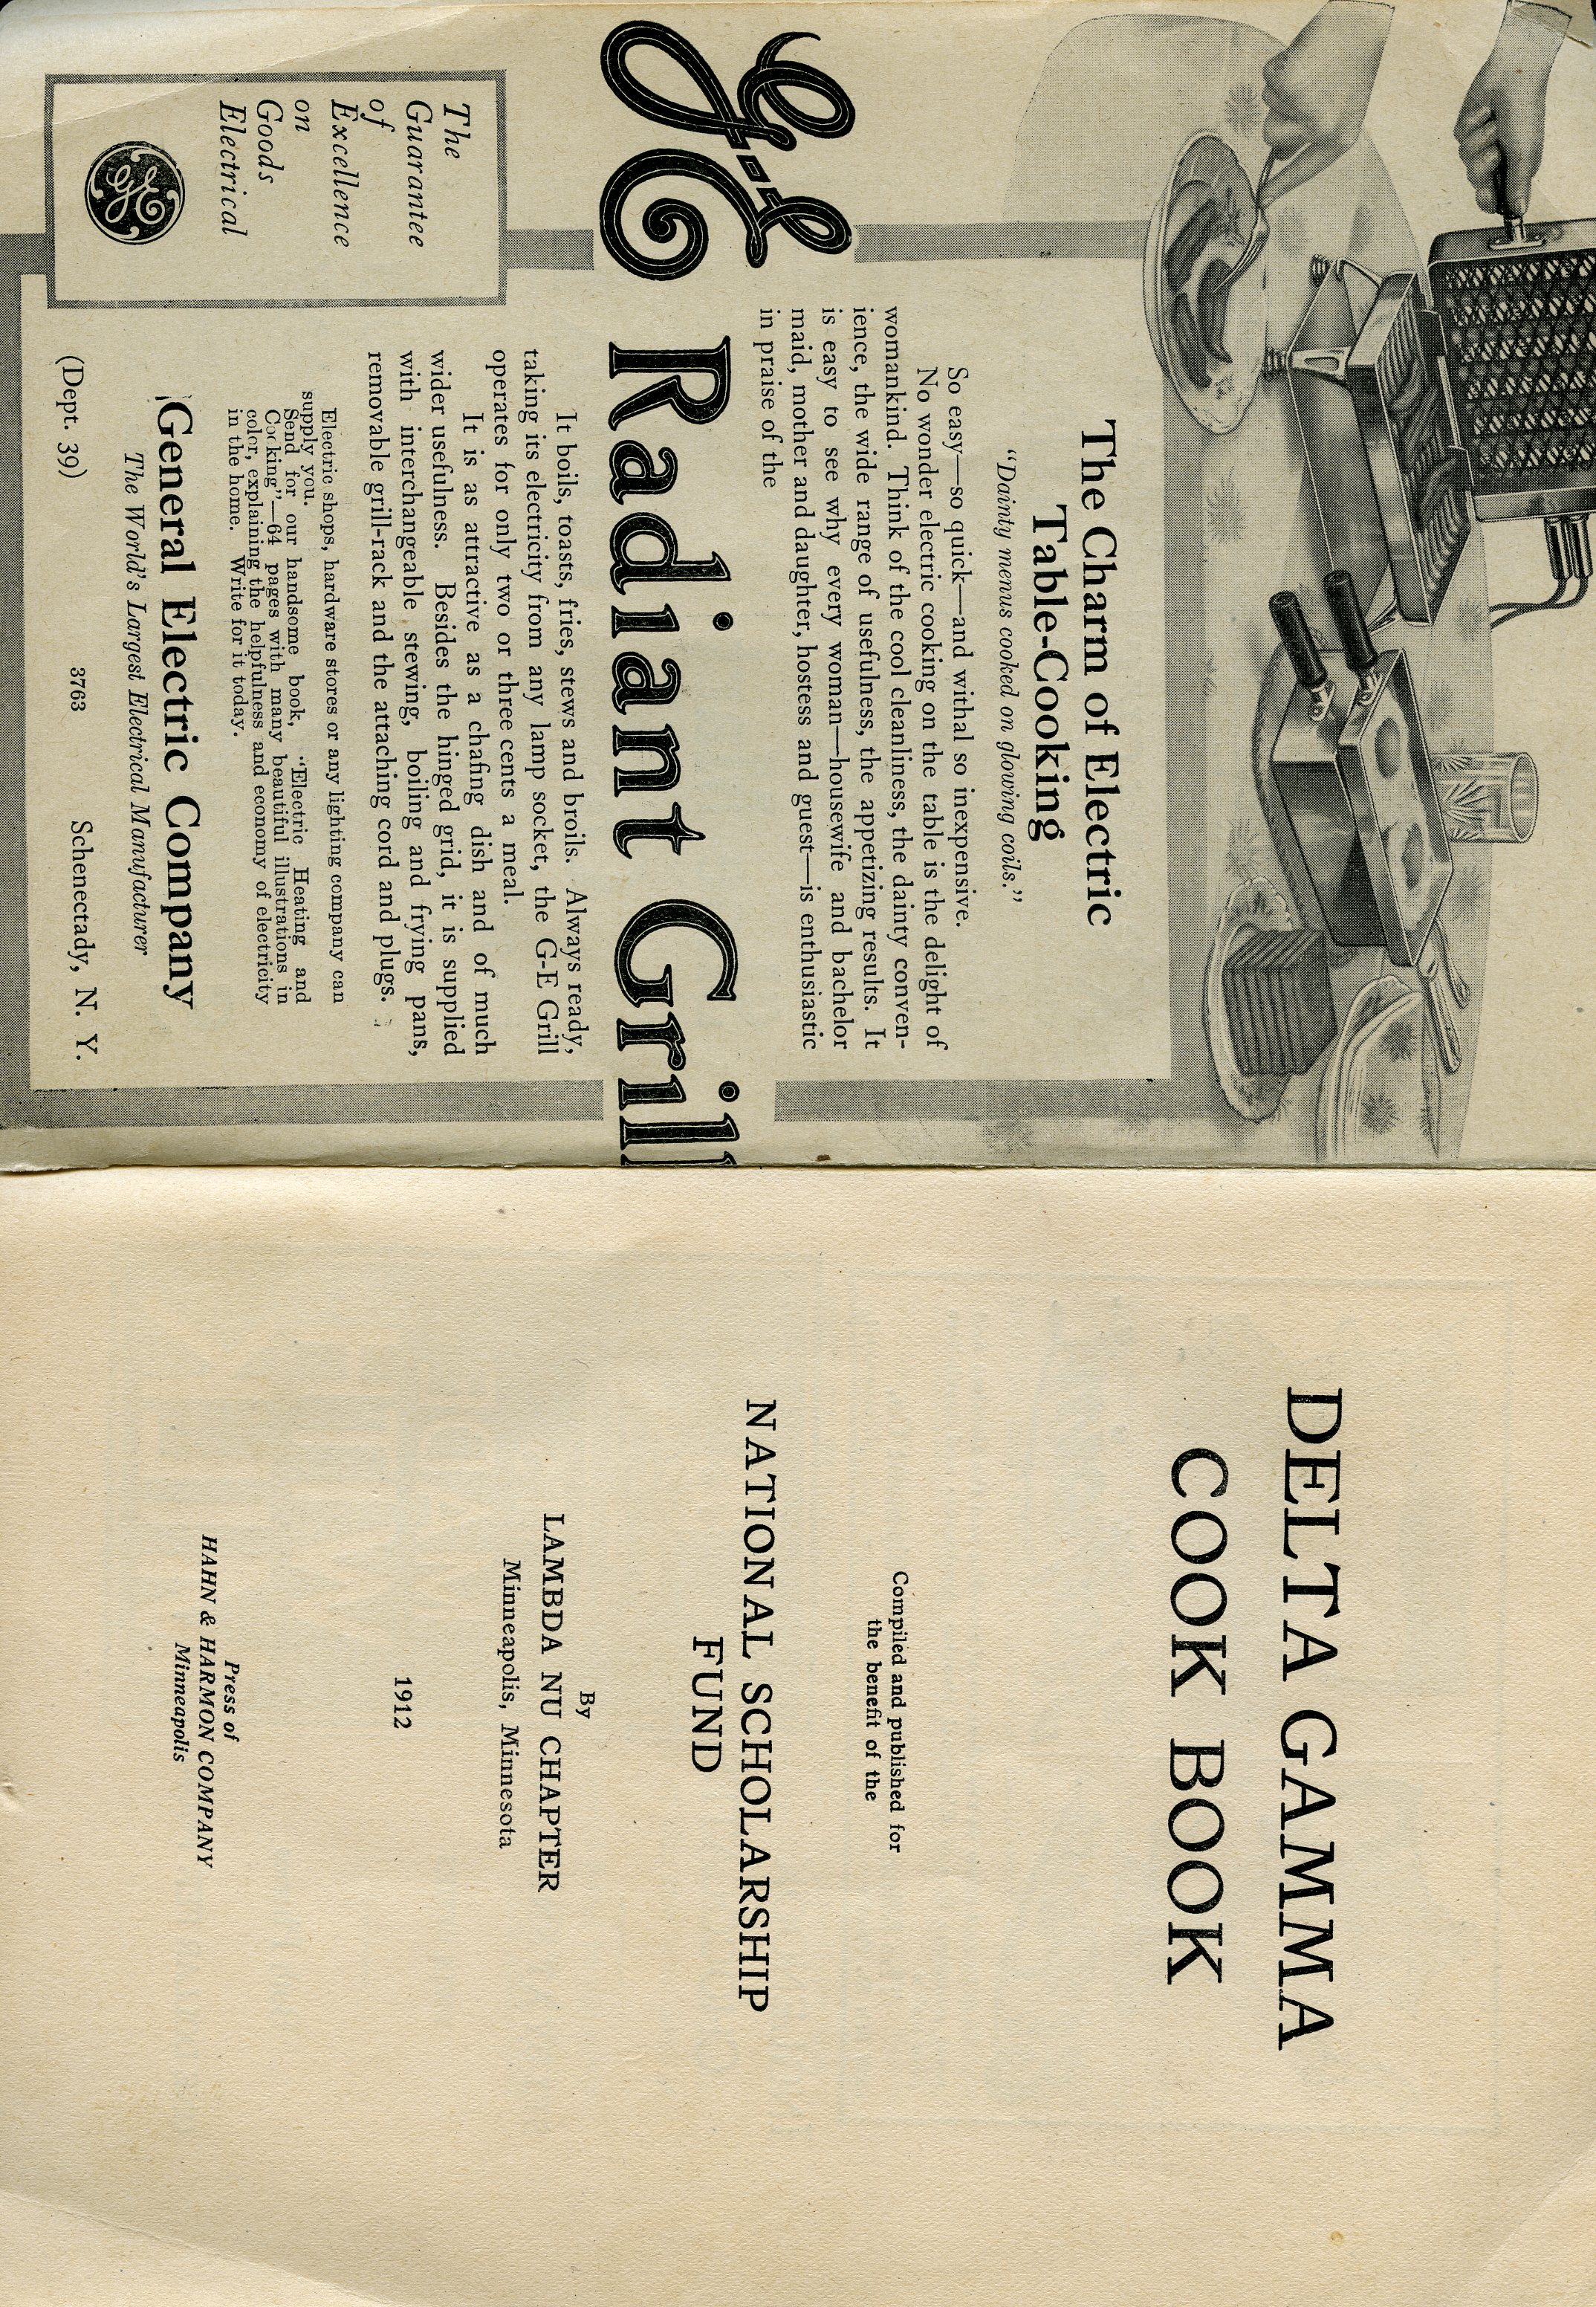 The Charm of Electric
Table-Cooking
“Dainty menus cooked on glowing coils.”
So easy—so quick—and withal so inexpensive.
No wonder electric cooking on the table is the delight of
womankind. Think of the cool cleanliness, the dainty conven-
ience, the wide range of usefulness, the appetizing results. It
is easy to see why every woman—housewife and bachelor
maid, mother and daughter, hostess and guest—is enthusiastic
in praise of the
G-E Radiant Grill
It boils, toasts, fries, stews and broils. Always ready,
taking its electricity from any lamp socket, the G-E Grill
operates for only two or three cents a meal.
It is as attractive as a chafing dish and of much
wider usefulness. Besides the hinged grid, it is supplied
with interchangeable stewing, boiling and frying pans,
removable grill-rack and the attaching cord and plugs.
Electric shops, hardware stores or any lighting company can
supply you.
Send for our handsome book, “Electric Heating and
Cooking”—64 pages with many beautiful illustrations in
color, explaining the helpfulness and economy of electricity
in the home. Write for it today.
The
Guarantee
of
Excellence
on
Goods
Electrical
GE
General Electric Company
The World's Largest Electrical Manufacturer
(Dept. 39) 3763 Schenectady, N. Y.
DELTA GAMMA
COOK BOOK
Compiled and published for
the benefit of the
NATIONAL SCHOLARSHIP
FUND
By
LAMBDA NU CHAPTER
Minneapolis, Minnesota
1912
Press of
HAHN & HARMON COMPANY
Minneapolis